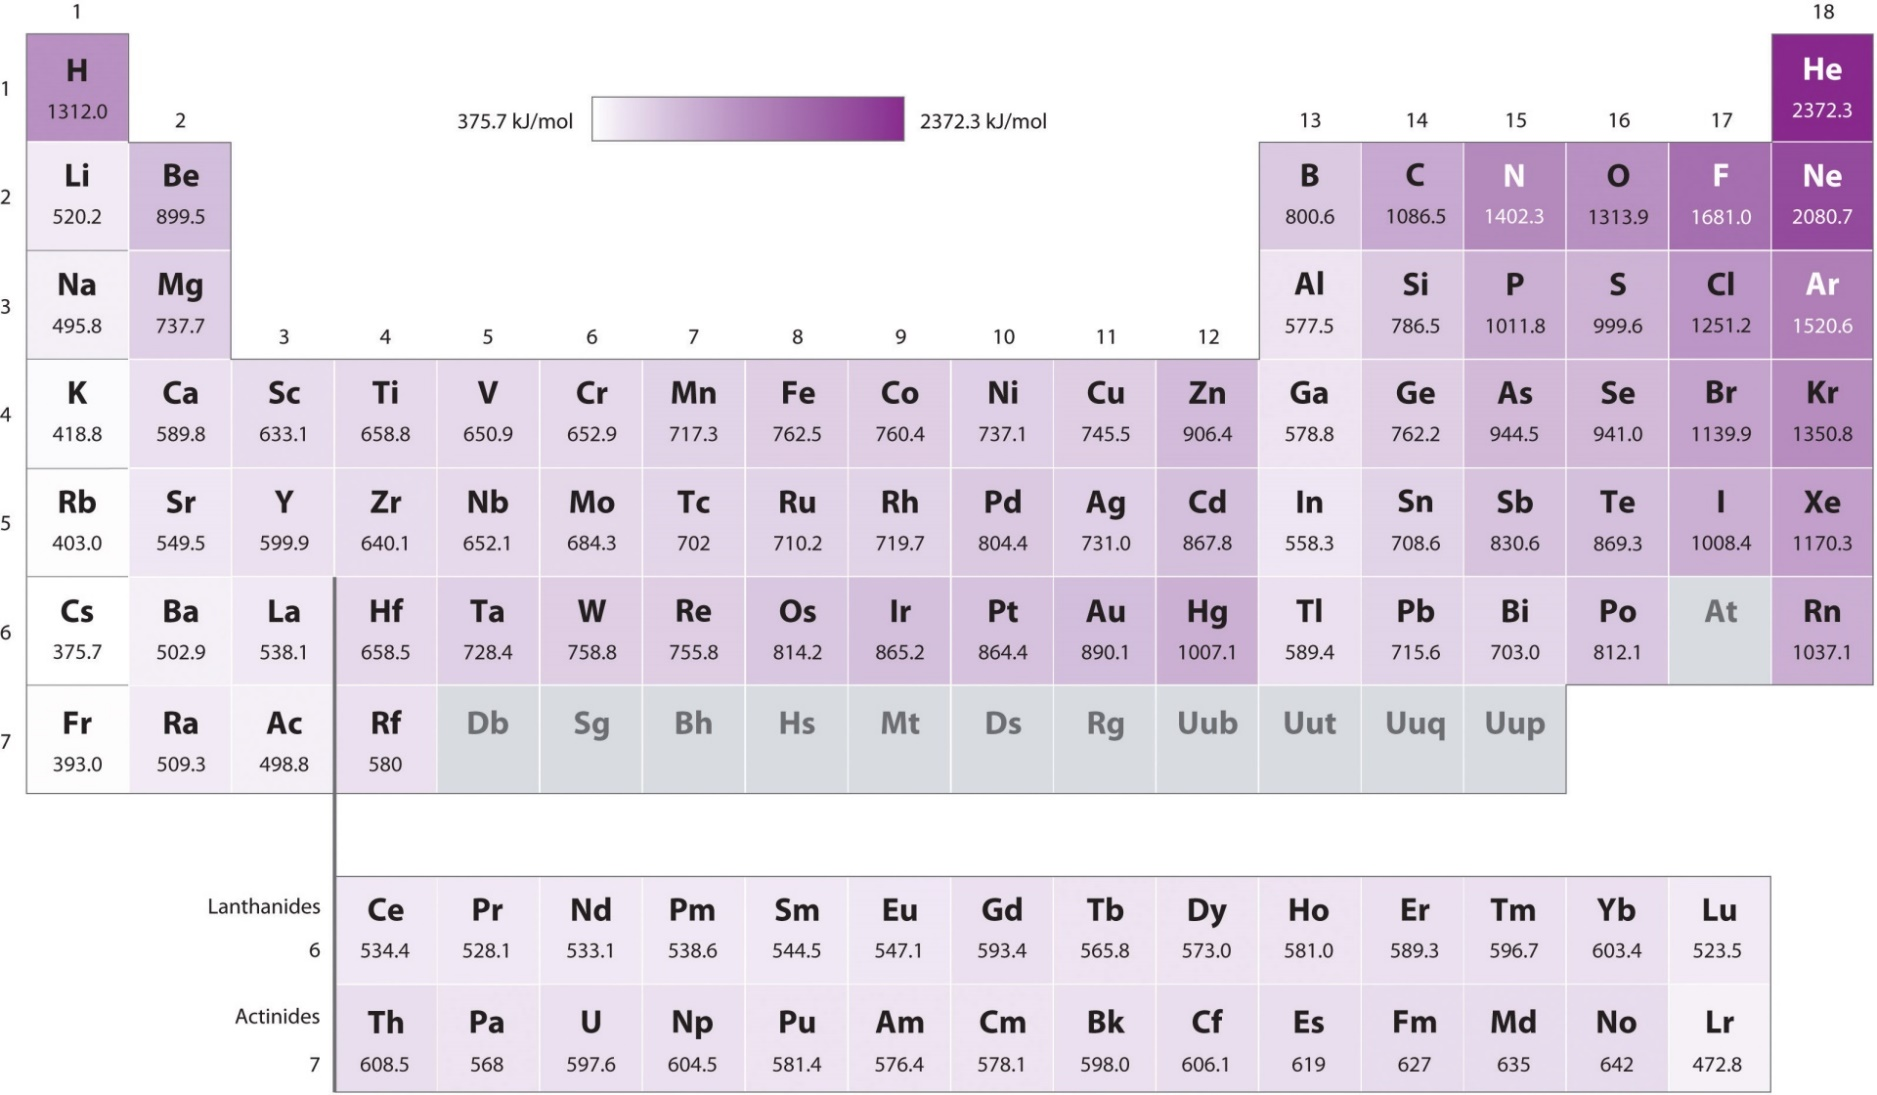 1 18
H He
1 1312.0 2 375.7 kJ/mol 2372.3 kJ/mol 13 14 15 16 17 2372.3
Li Be B C N O F Ne
2 520.2 899.5 800.6 1086.5 1402.3 1313.9 1681.0 2080.7
Na Mg Al Si P S Cl Ar
3 495.8 737.7 3 4 5 6 7 8 9 10 11 12 577.5 786.5 1011.8 999.6 1251.2 1520.6
K Ca Sc Ti V Cr Mn Fe Co Ni Cu Zn Ga Ge As Se Br Kr
4 418.8 589.8 633.1 658.8 650.9 652.9 717.3 762.5 760.4 737.1 745.5 906.4 578.8 762.2 944.5 941.0 1139.9 1350.8
Rb Sr Y Zr Nb Mo Tc Ru Rh Pd Ag Cd In Sn Sb Te I Xe
5 403.0 549.5 599.9 640.1 652.1 684.3 702 710.2 719.7 804.4 731.0 867.8 558.3 708.6 830.6 869.3 1008.4 1170.3
Cs Ba La Hf Ta W Re Os Ir Pt Au Hg Tl Pb Bi Po At Rn
6 375.7 502.9 538.1 658.5 728.4 758.8 755.8 814.2 865.2 864.4 890.1 1007.1 589.4 715.6 703.0 812.1 1037.1
Fr Ra Ac Rf Db Sg Bh Hs Mt Ds Rg Uub Uut Uuq Uup
7 393.0 509.3 498.8 580
Lanthanides Ce Pr Nd Pm Sm Eu Gd Tb Dy Ho Er Tm Yb Lu
6 534.4 528.1 533.1 538.6 544.5 547.1 593.4 565.8 573.0 581.0 589.3 596.7 603.4 523.5
Actinides Th Pa U Np Pu Am Cm Bk Cf Es Fm Md No Lr
7 608.5 568 597.6 604.5 581.4 576.4 578.1 598.0 606.1 619 627 635 642 472.8